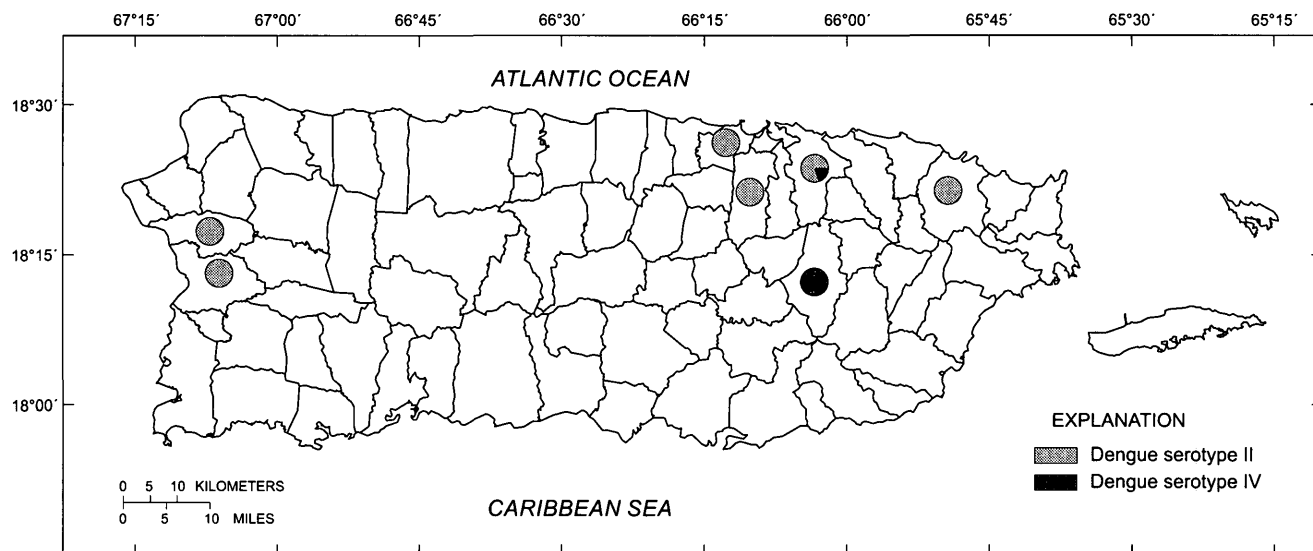 67°15´ 67°00´ 66°45´ 66°30´ 66°15´ 66°00´ 65°45´ 65°30´ 65°15´
ATLANTIC OCEAN
18°30´
18°15´
18°00´
EXPLANATION
Dengue serotype II
Dengue serotype IV
0 5 10 KILOMETERS
0 5 10 MILES
CARIBBEAN SEA